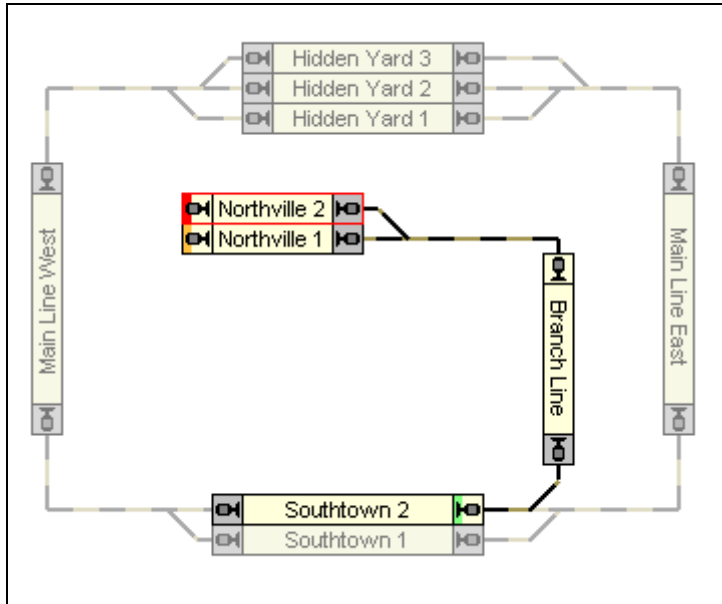 Hidden Yard 3
Hidden Yard 2
Hidden Yard 1
Northville 2
Northville 1
Main Line West
Main Line East
Branch Line
Southtown 2
Southtown 1